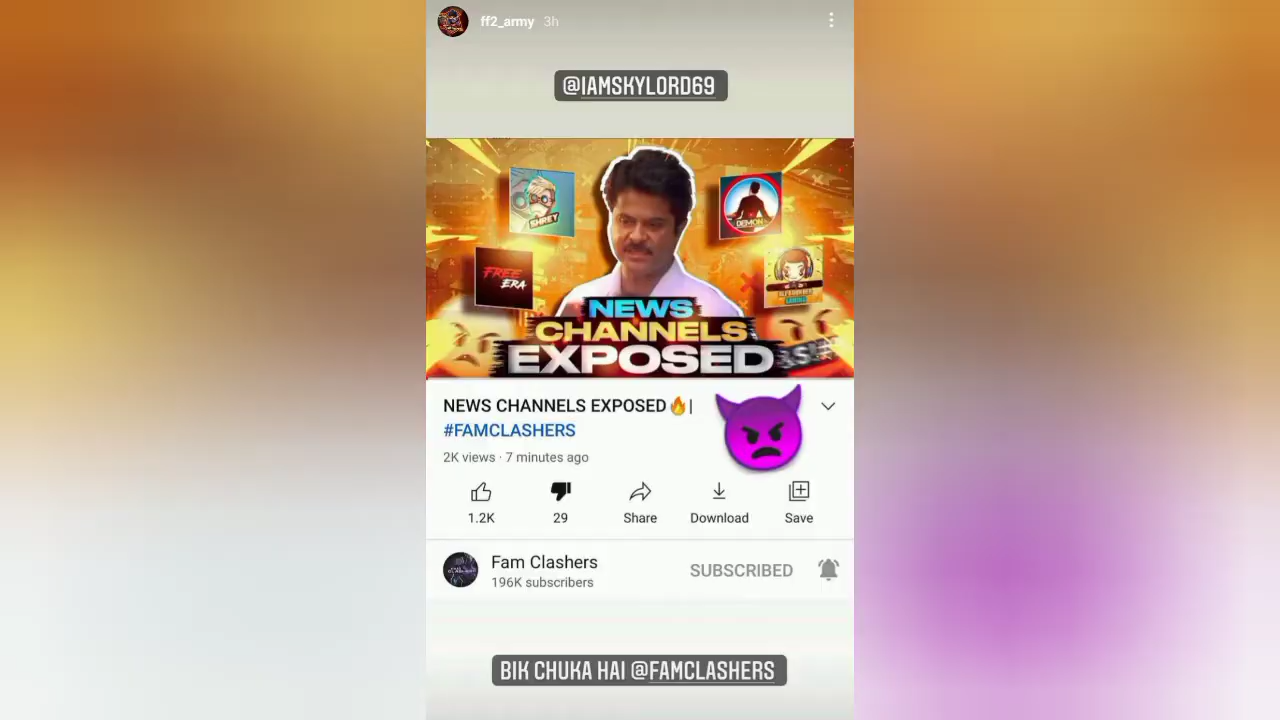 ff2_army 3h
@IAMSKYLORD69
SHREY
DEMON
FREE
ERA
NEWS
CHANNELS
EXPOSED
NEWS CHANNELS EXPOSED🔥|
#FAMCLASHERS
2K views · 7 minutes ago
1.2K
29
Share
Download
Save
Fam Clashers
196K subscribers
SUBSCRIBED
BIK CHUKA HAI @FAMCLASHERS